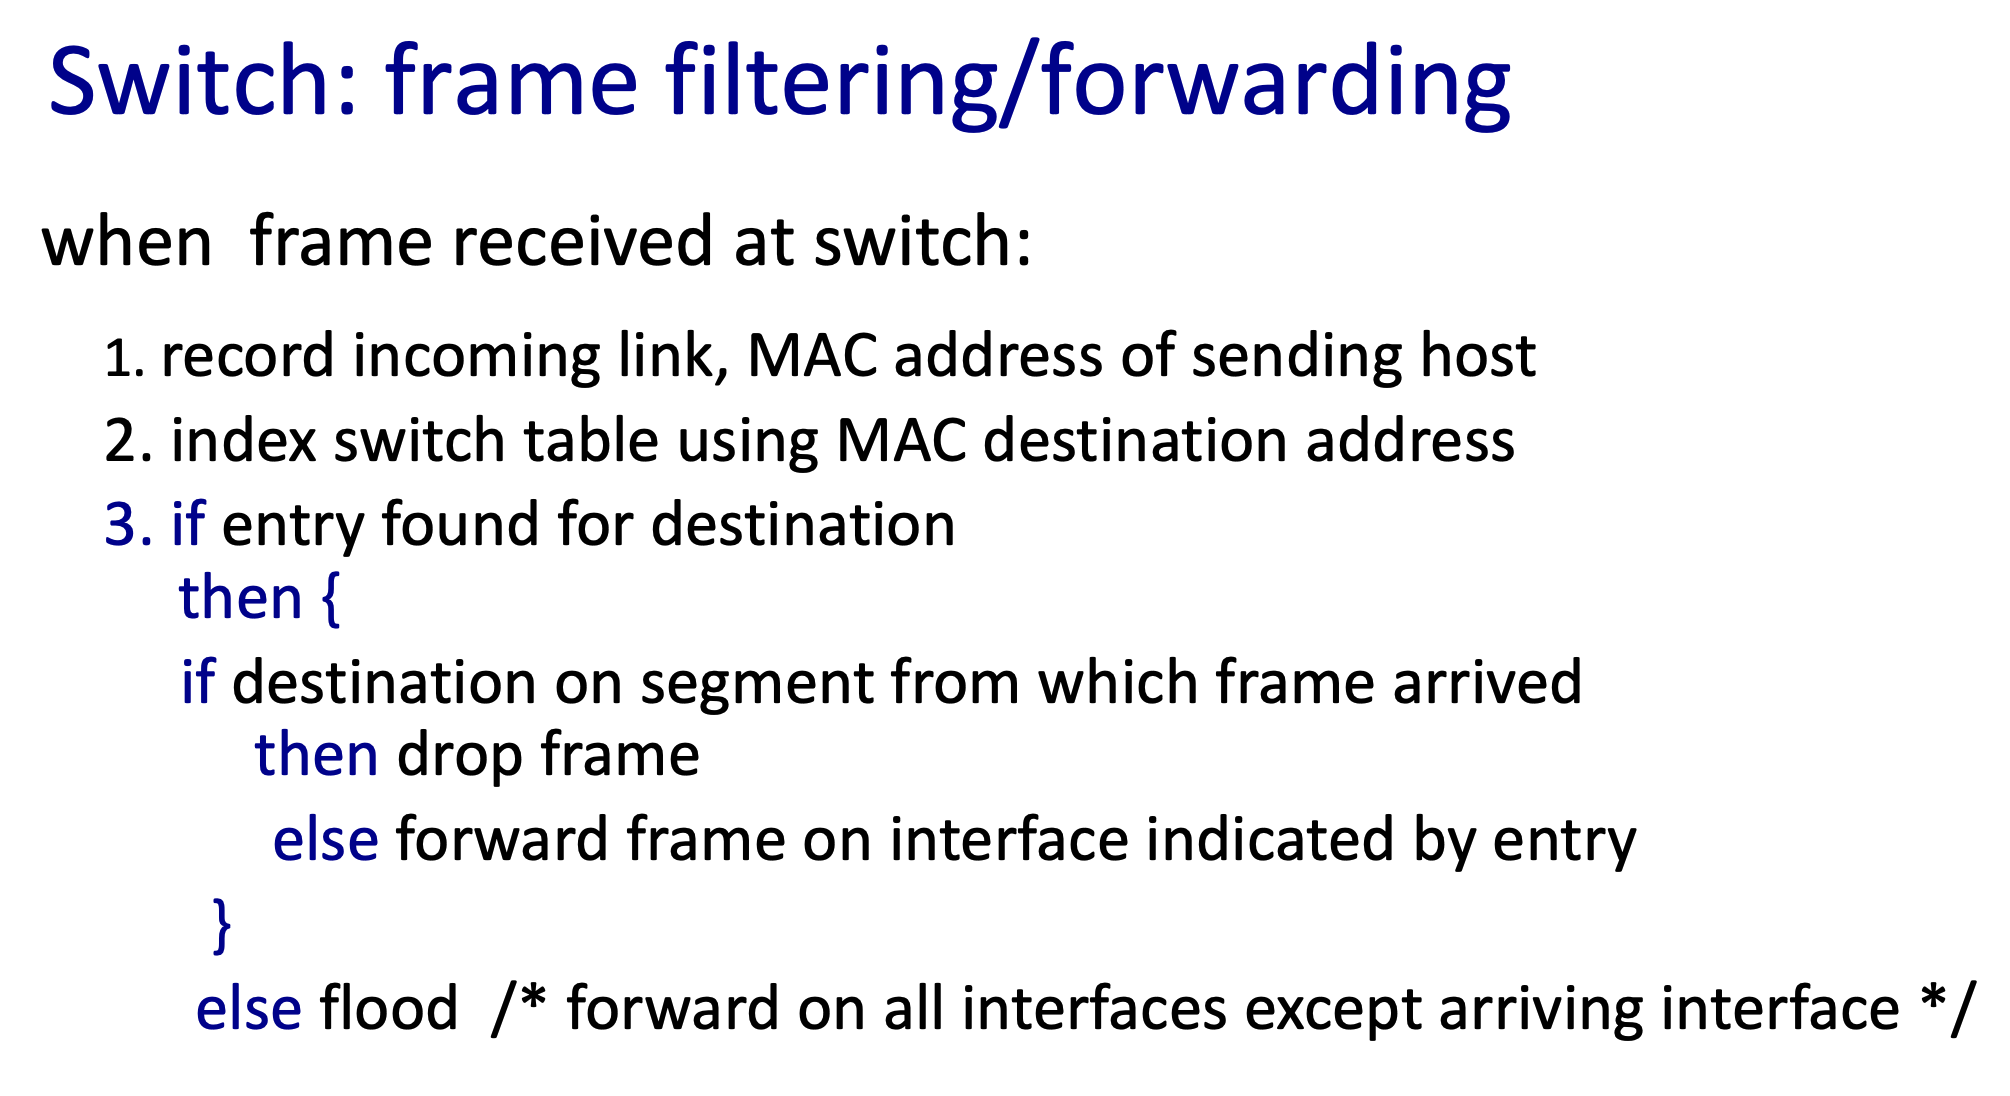 Switch: frame filtering/forwarding
when  frame received at switch:
1. record incoming link, MAC address of sending host
2. index switch table using MAC destination address
3. if entry found for destination
then {
if destination on segment from which frame arrived
then drop frame
else forward frame on interface indicated by entry
}
else flood  /* forward on all interfaces except arriving interface */